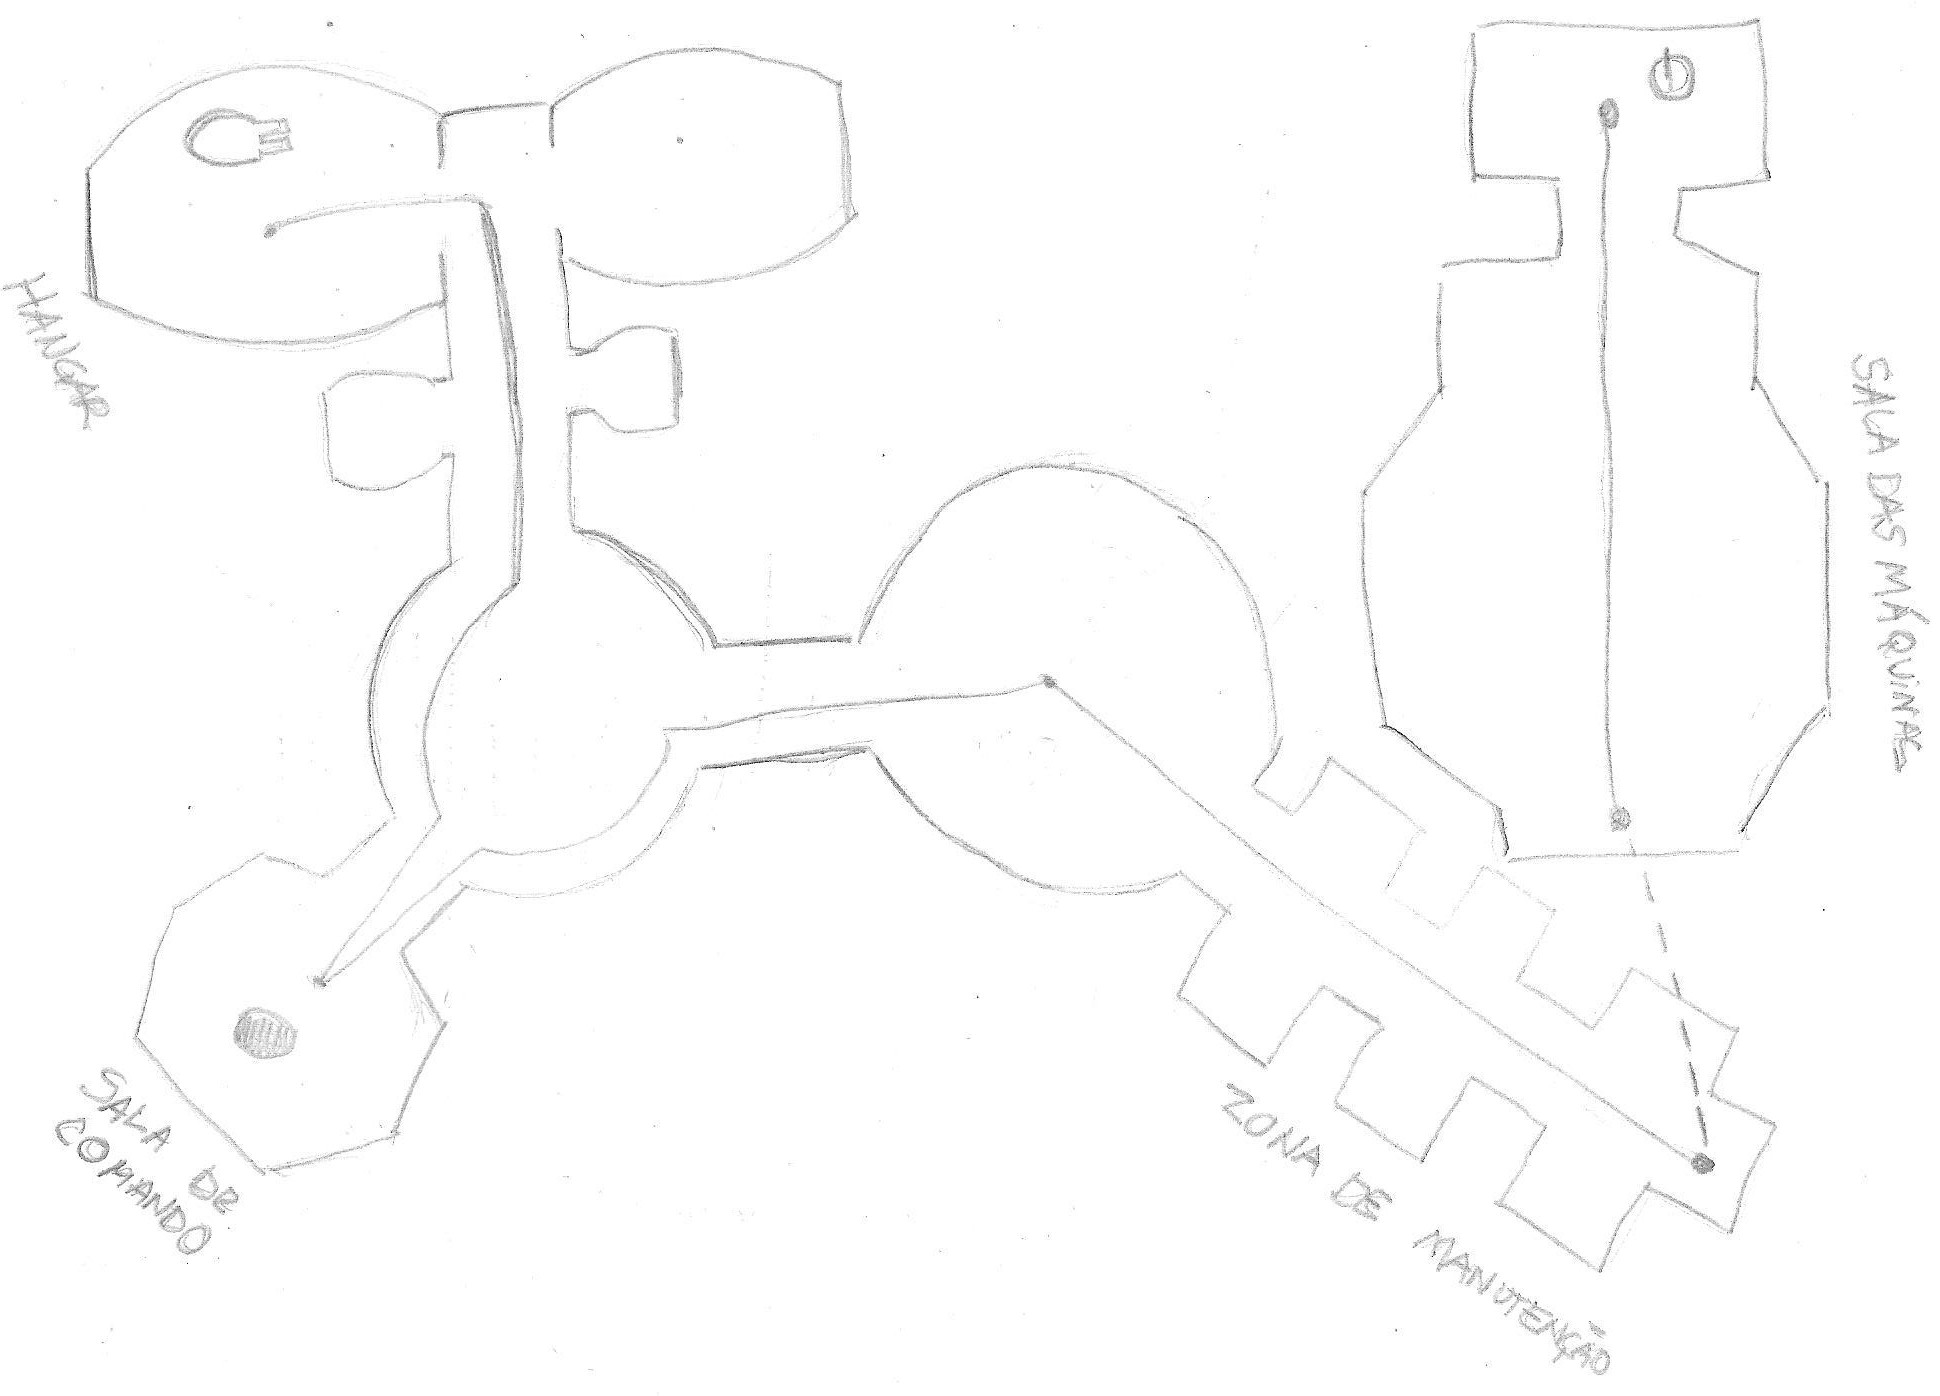 HANGAR
SALA DAS MÁQUINAS
SALA DE
COMANDO
ZONA DE MANUTENÇÃO